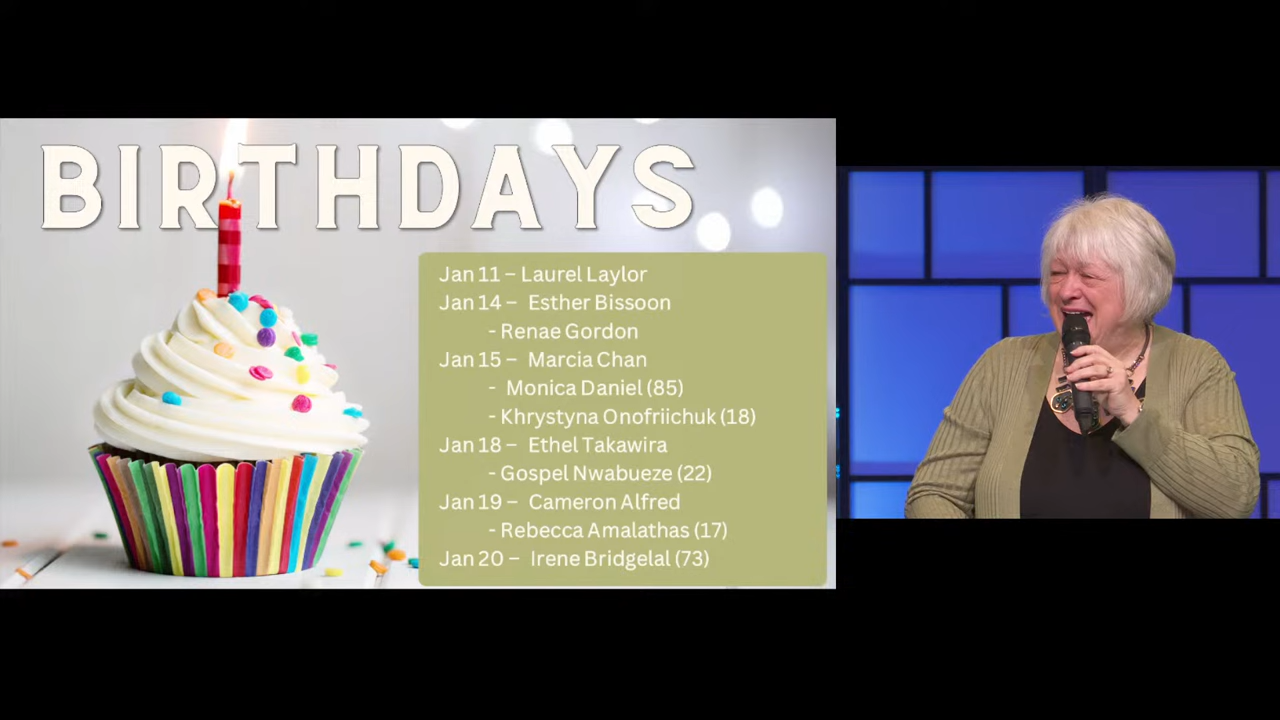 BIRTHDAYS
Jan 11 – Laurel Laylor
Jan 14 – Esther Bissoon
- Renae Gordon
Jan 15 – Marcia Chan
- Monica Daniel (85)
- Khrystyna Onofriichuk (18)
Jan 18 – Ethel Takawira
- Gospel Nwabueze (22)
Jan 19 – Cameron Alfred
- Rebecca Amalathas (17)
Jan 20 – Irene Bridgelal (73)